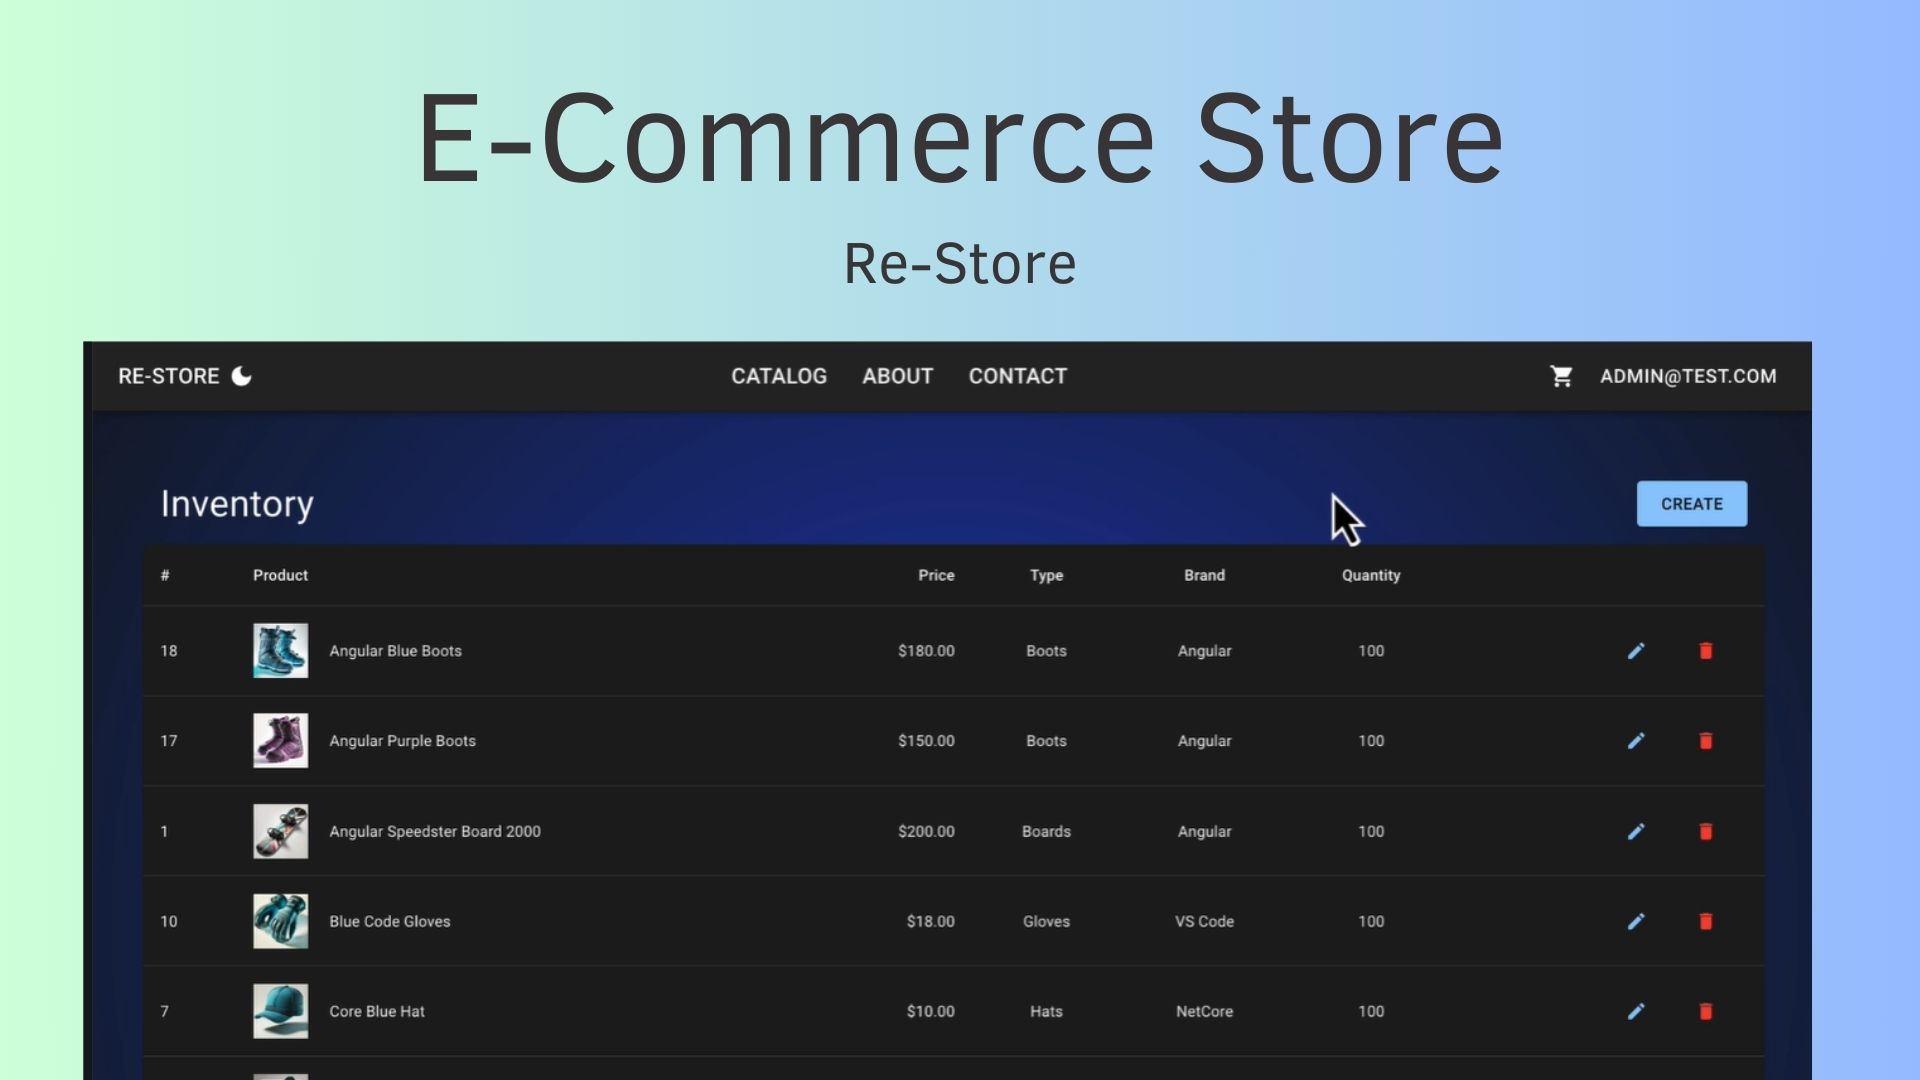 E-Commerce Store
Re-Store
RE-STORE CATALOG ABOUT CONTACT ADMIN@TEST.COM
Inventory CREATE
# Product Price Type Brand Quantity
18 Angular Blue Boots $180.00 Boots Angular 100
17 Angular Purple Boots $150.00 Boots Angular 100
1 Angular Speedster Board 2000 $200.00 Boards Angular 100
10 Blue Code Gloves $18.00 Gloves VS Code 100
7 Core Blue Hat $10.00 Hats NetCore 100